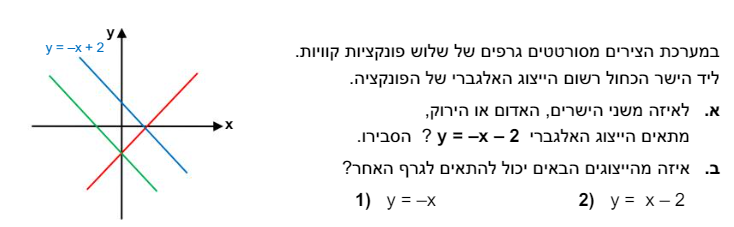 y
y = –x + 2
x
במערכת הצירים מסורטטים גרפים של שלוש פונקציות קוויות.
ליד הישר הכחול רשום הייצוג האלגברי של הפונקציה.
א. לאיזה משני הישרים, האדום או הירוק,
מתאים הייצוג האלגברי y = –x – 2 ? הסבירו.
ב. איזה מהייצוגים הבאים יכול להתאים לגרף האחר?
1) y = –x
2) y = x – 2